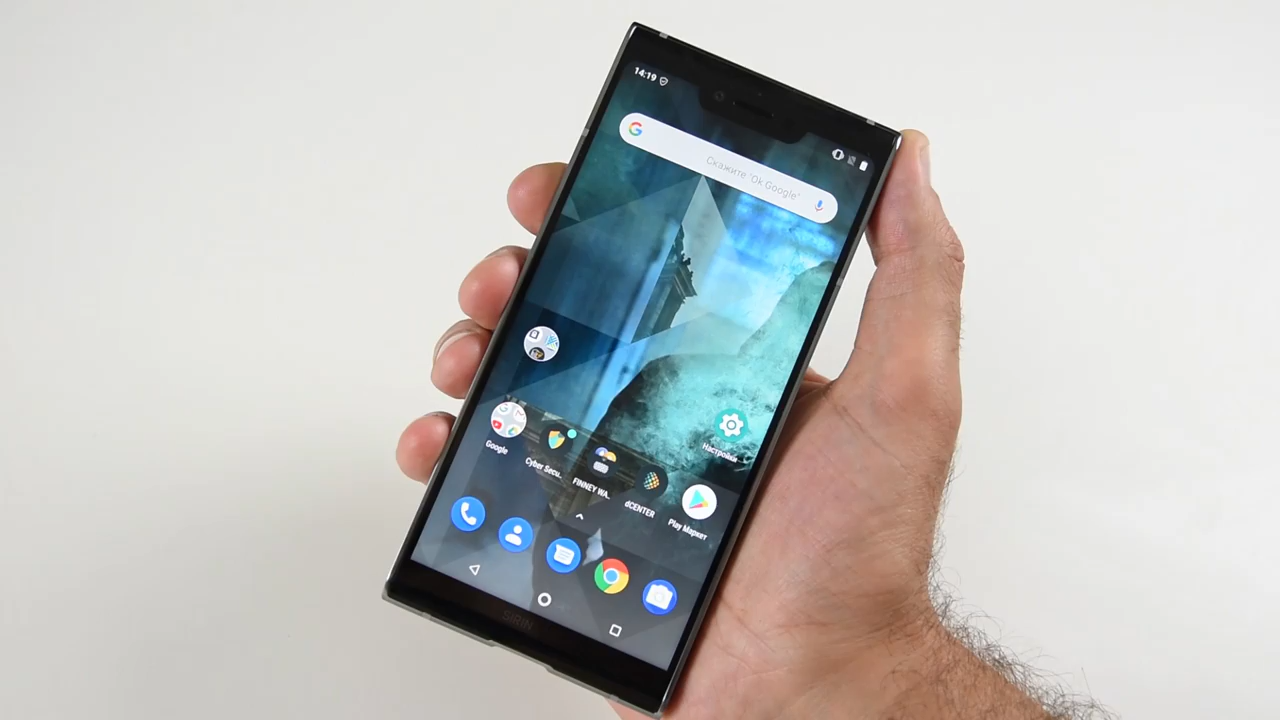 14:19
Скажите "Ok Google"
Настройки
Google
Cyber Secu..
FINNEY WA..
dCENTER
Play Маркет
SIRIN